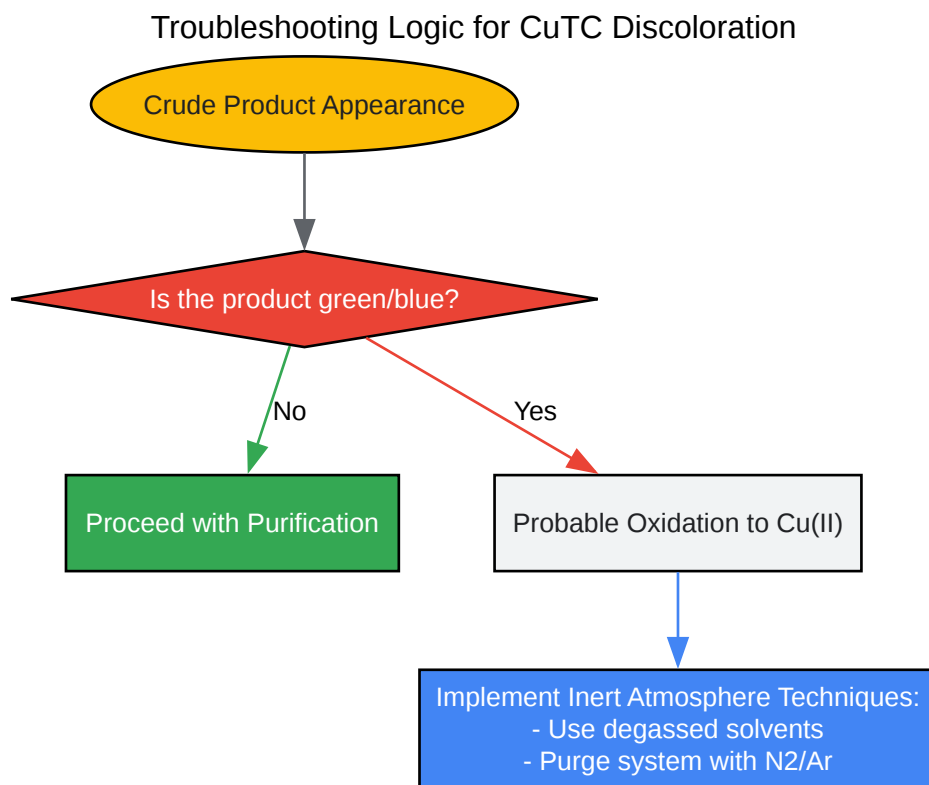 Troubleshooting Logic for CuTC Discoloration
Crude Product Appearance
Is the product green/blue?
No
Yes
Proceed with Purification
Probable Oxidation to Cu(II)
Implement Inert Atmosphere Techniques:
- Use degassed solvents
- Purge system with N2/Ar